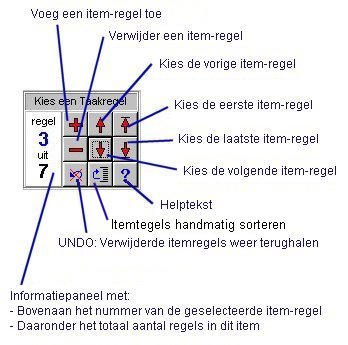 Voeg een item-regel toe
Verwijder een item-regel
Kies de vorige item-regel
Kies een Taakregel
Kies de eerste item-regel
regel
3
Kies de laatste item-regel
uit
7
Kies de volgende item-regel
?
Helptekst
Itemtegels handmatig sorteren
UNDO: Verwijderde itemregels weer terughalen
Informatiepaneel met:
- Bovenaan het nummer van de geselecteerde item-regel
- Daaronder het totaal aantal regels in dit item